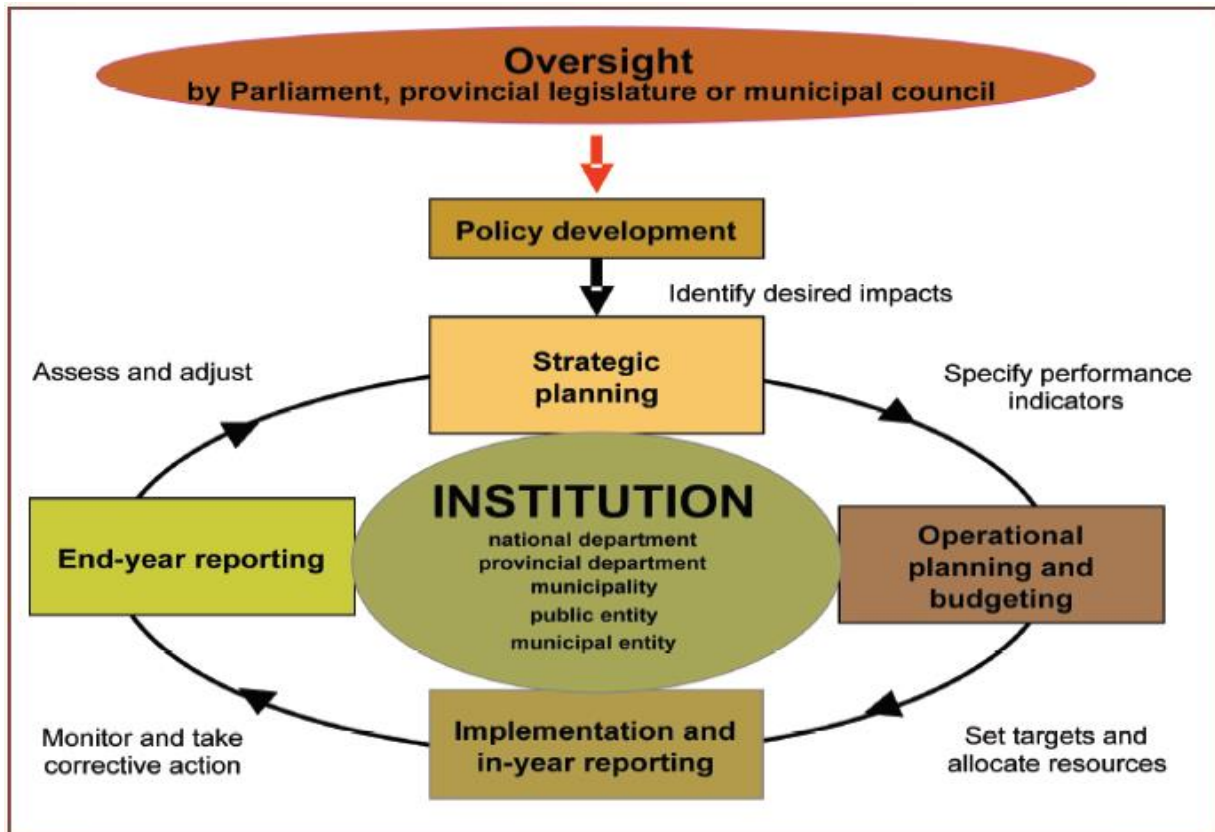 Oversight
by Parliament, provincial legislature or municipal council
Policy development
Identify desired impacts
Strategic
planning
Assess and adjust
Specify performance
indicators
INSTITUTION
national department
provincial department
municipality
public entity
municipal entity
End-year reporting
Operational
planning and
budgeting
Implementation and
in-year reporting
Monitor and take
corrective action
Set targets and
allocate resources